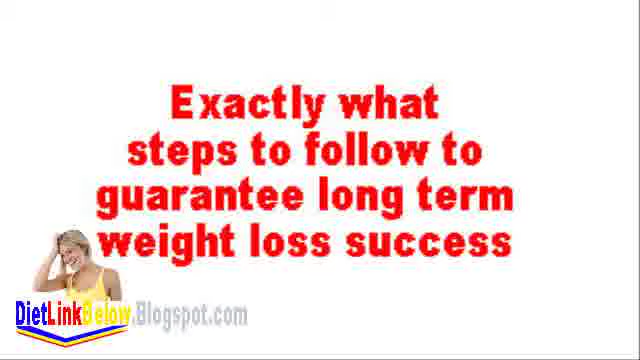 Exactly what
steps to follow to
guarantee long term
weight loss success
DietLinkBelow.Blogspot.com